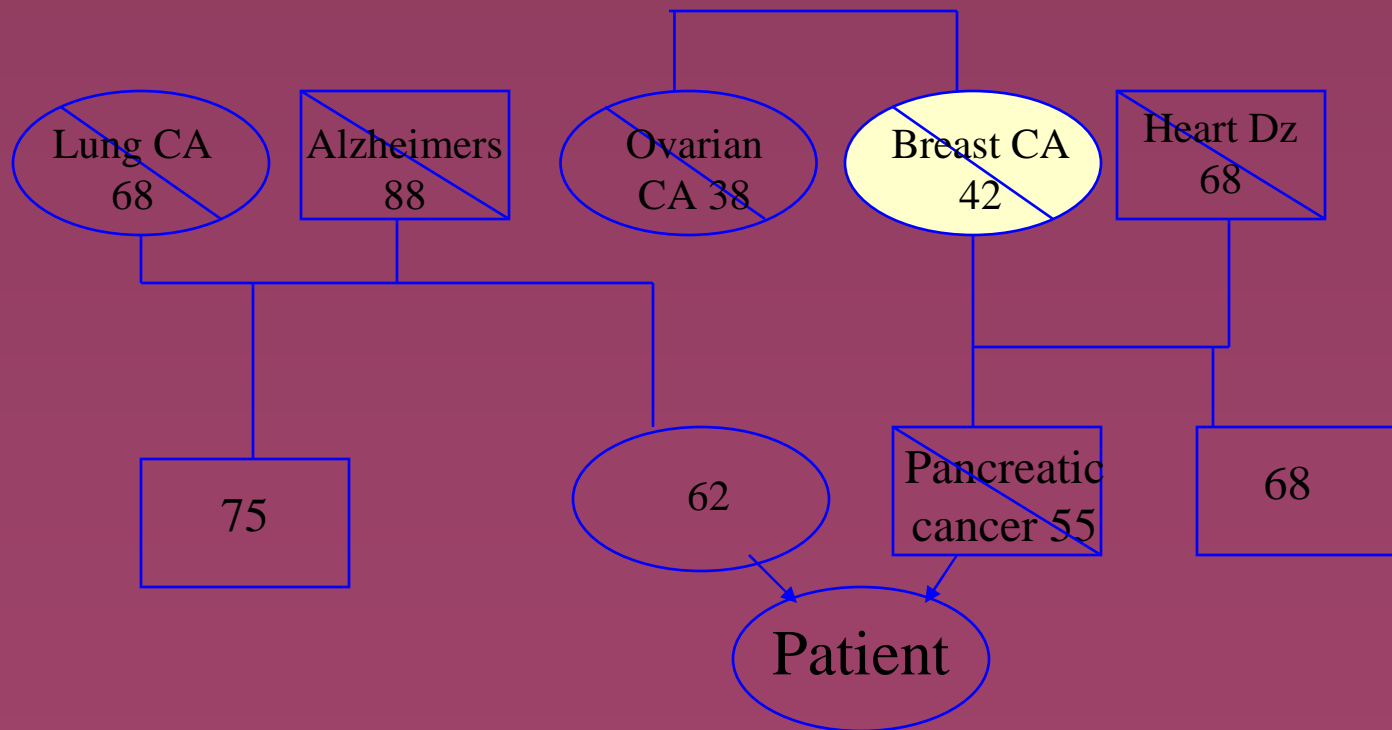 Lung CA
68
Alzheimers
88
Ovarian
CA 38
Breast CA
42
Heart Dz
68
75
62
Pancreatic
cancer 55
68
Patient